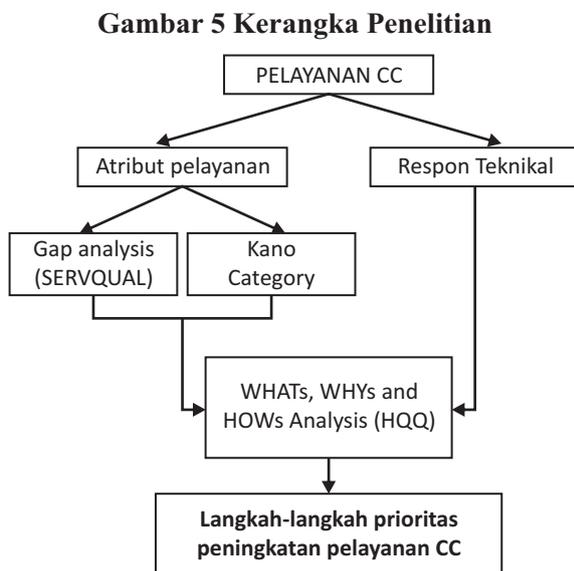 Gambar 5 Kerangka Penelitian
PELAYANAN CC
Atribut pelayanan
Respon Teknikal
Gap analysis
(SERVQUAL)
Kano
Category
WHATs, WHYs and
HOWs Analysis (HQQ)
Langkah-langkah prioritas
peningkatan pelayanan CC